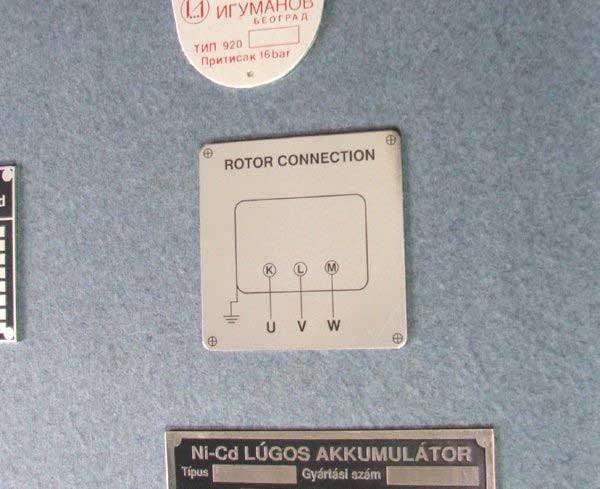 ИГУМАНОВ
БЕОГРАД
ТИП 920
Притисак 16bar
ROTOR CONNECTION
K L M
U V W
d
Ni-Cd LÚGOS AKKUMULÁTOR
Típus Gyártási szám